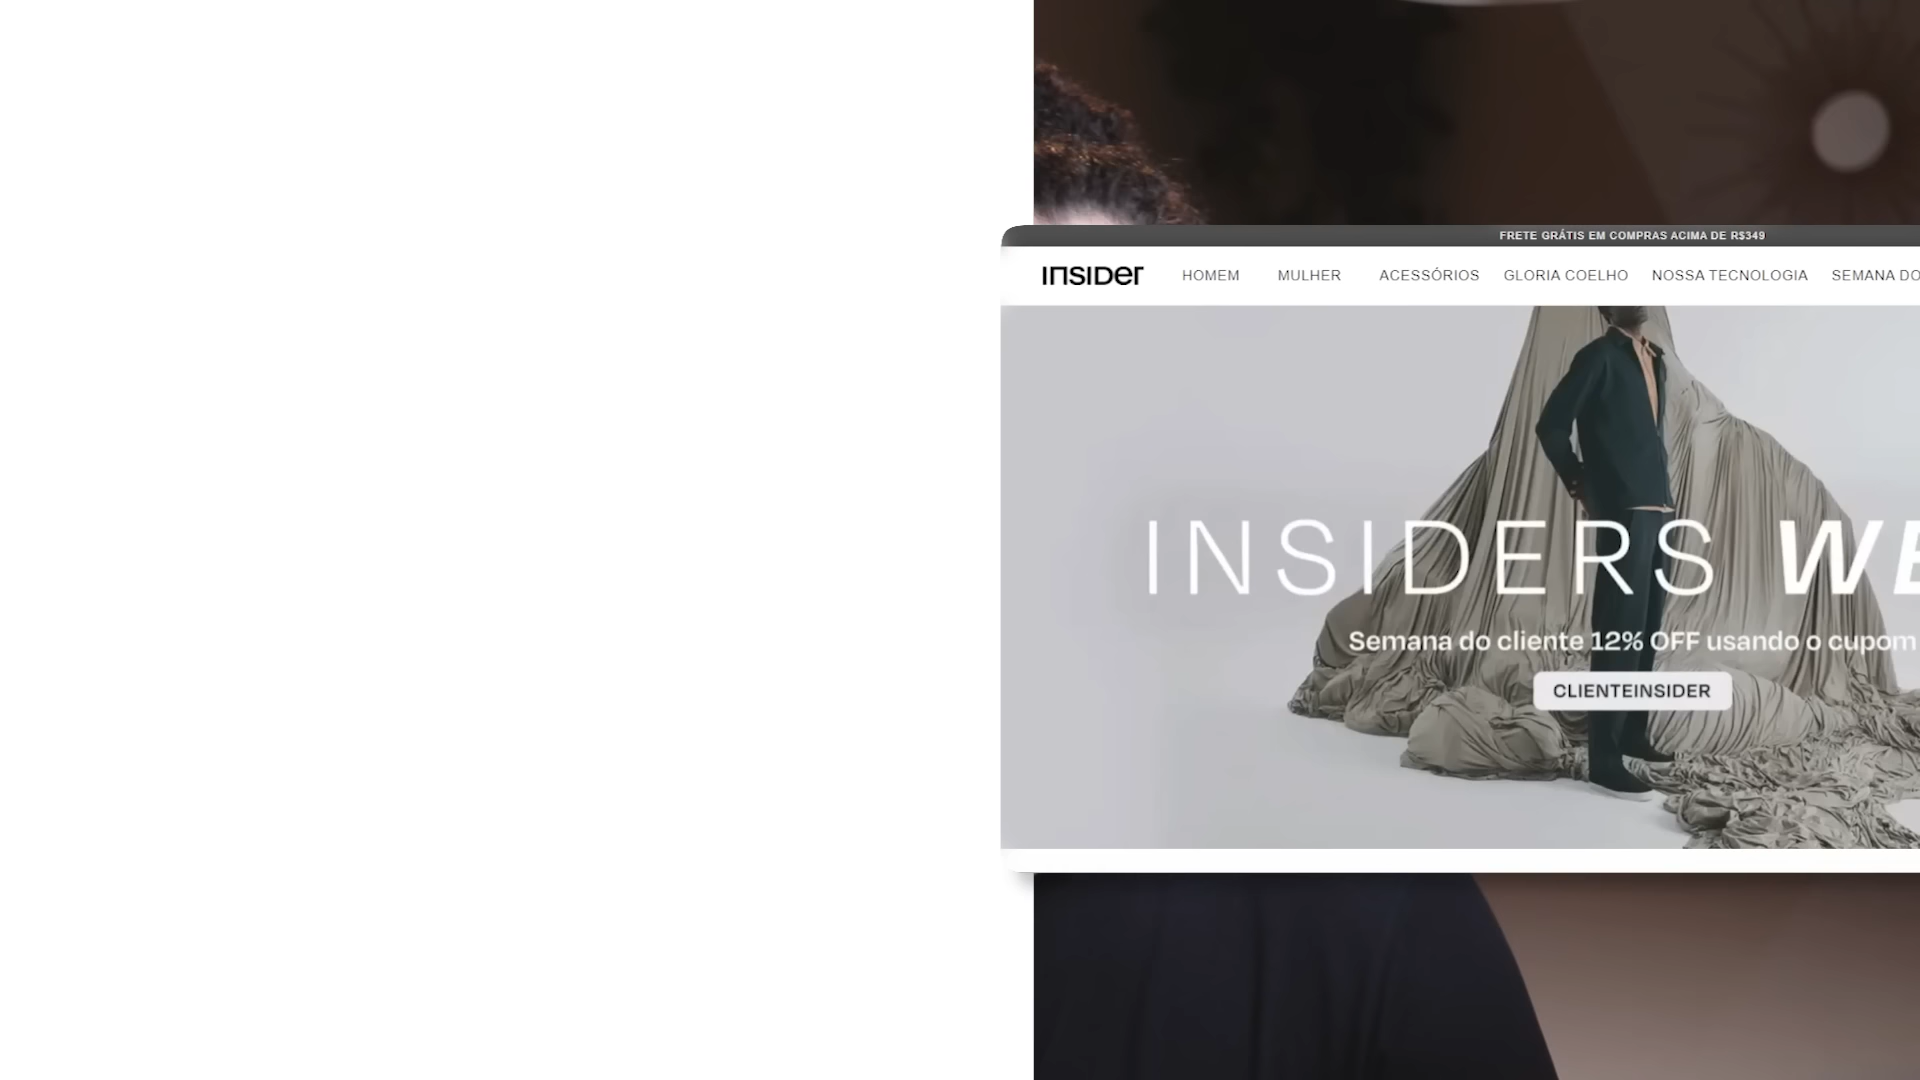 FRETE GRÁTIS EM COMPRAS ACIMA DE R$349
INSIDER HOMEM MULHER ACESSÓRIOS GLORIA COELHO NOSSA TECNOLOGIA SEMANA DO
INSIDERS
Semana do cliente 12% OFF usando o cupom
CLIENTEINSIDER